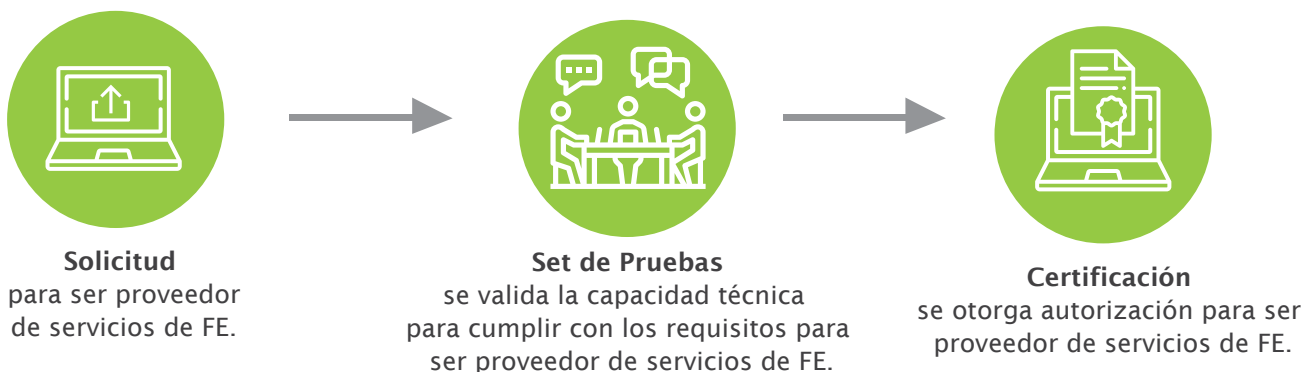 Solicitud
para ser proveedor
de servicios de FE.
Set de Pruebas
se valida la capacidad técnica
para cumplir con los requisitos para
ser proveedor de servicios de FE.
Certificación
se otorga autorización para ser
proveedor de servicios de FE.